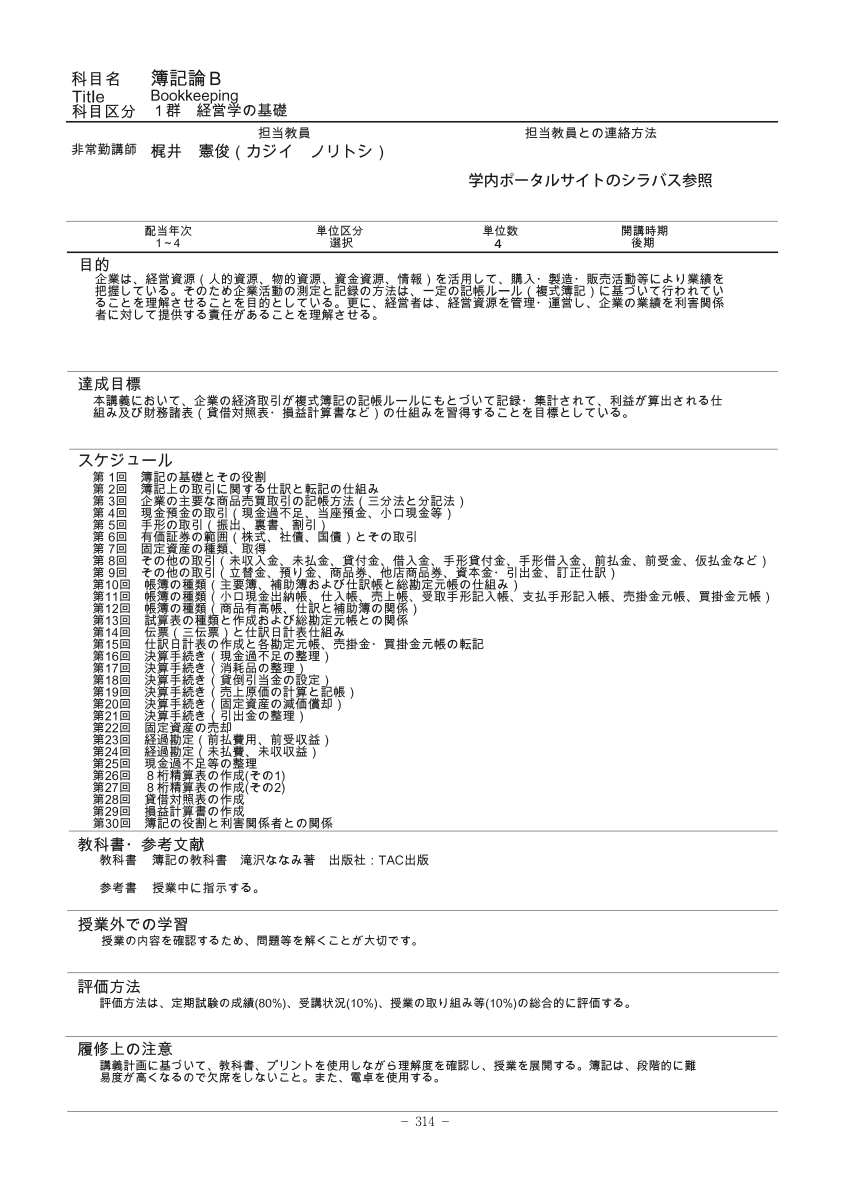 科目名　簿記論Ｂ
Title　Bookkeeping
科目区分　１群　経営学の基礎
担当教員　担当教員との連絡方法
非常勤講師　梶井　憲俊（カジイ　ノリトシ）
学内ポータルサイトのシラバス参照
配当年次　単位区分　単位数　開講時期
1～4　選択　4　後期
目的
企業は、経営資源（人的資源、物的資源、資金資源、情報）を活用して、購入・製造・販売活動等により業績を
把握している。そのため企業活動の測定と記録の方法は、一定の記帳ルール（複式簿記）に基づいて行われてい
ることを理解させることを目的としている。更に、経営者は、経営資源を管理・運営し、企業の業績を利害関係
者に対して提供する責任があることを理解させる。
達成目標
本講義において、企業の経済取引が複式簿記の記帳ルールにもとづいて記録・集計されて、利益が算出される仕
組み及び財務諸表（貸借対照表・損益計算書など）の仕組みを習得することを目標としている。
スケジュール
第 1回　簿記の基礎とその役割
第 2回　簿記上の取引に関する仕訳と転記の仕組み
第 3回　企業の主要な商品売買取引の記帳方法（三分法と分記法）
第 4回　現金預金の取引（現金過不足、当座預金、小口現金等）
第 5回　手形の取引（振出、裏書、割引）
第 6回　有価証券の範囲（株式、社債、国債）とその取引
第 7回　固定資産の種類、取得
第 8回　その他の取引（未収入金、未払金、貸付金、借入金、手形貸付金、手形借入金、前払金、前受金、仮払金など）
第 9回　その他の取引（立替金、預り金、商品券、他店商品券、資本金・引出金、訂正仕訳）
第10回　帳簿の種類（主要簿、補助簿および仕訳帳と総勘定元帳の仕組み）
第11回　帳簿の種類（小口現金出納帳、仕入帳、売上帳、受取手形記入帳、支払手形記入帳、売掛金元帳、買掛金元帳）
第12回　帳簿の種類（商品有高帳、仕訳と補助簿の関係）
第13回　試算表の種類と作成および総勘定元帳との関係
第14回　伝票（三伝票）と仕訳日計表仕組み
第15回　仕訳日計表の作成と各勘定元帳、売掛金・買掛金元帳の転記
第16回　決算手続き（現金過不足の整理）
第17回　決算手続き（消耗品の整理）
第18回　決算手続き（貸倒引当金の設定）
第19回　決算手続き（売上原価の計算と記帳）
第20回　決算手続き（固定資産の減価償却）
第21回　決算手続き（引出金の整理）
第22回　固定資産の売却
第23回　経過勘定（前払費用、前受収益）
第24回　経過勘定（未払費、未収収益）
第25回　現金過不足等の整理
第26回　８桁精算表の作成(その1)
第27回　８桁精算表の作成(その2)
第28回　貸借対照表の作成
第29回　損益計算書の作成
第30回　簿記の役割と利害関係者との関係
教科書・参考文献
教科書　簿記の教科書　滝沢ななみ著　出版社：TAC出版
参考書　授業中に指示する。
授業外での学習
授業の内容を確認するため、問題等を解くことが大切です。
評価方法
評価方法は、定期試験の成績(80%)、受講状況(10%)、授業の取り組み等(10%)の総合的に評価する。
履修上の注意
講義計画に基づいて、教科書、プリントを使用しながら理解度を確認し、授業を展開する。簿記は、段階的に難
易度が高くなるので欠席をしないこと。また、電卓を使用する。
－ 314 －